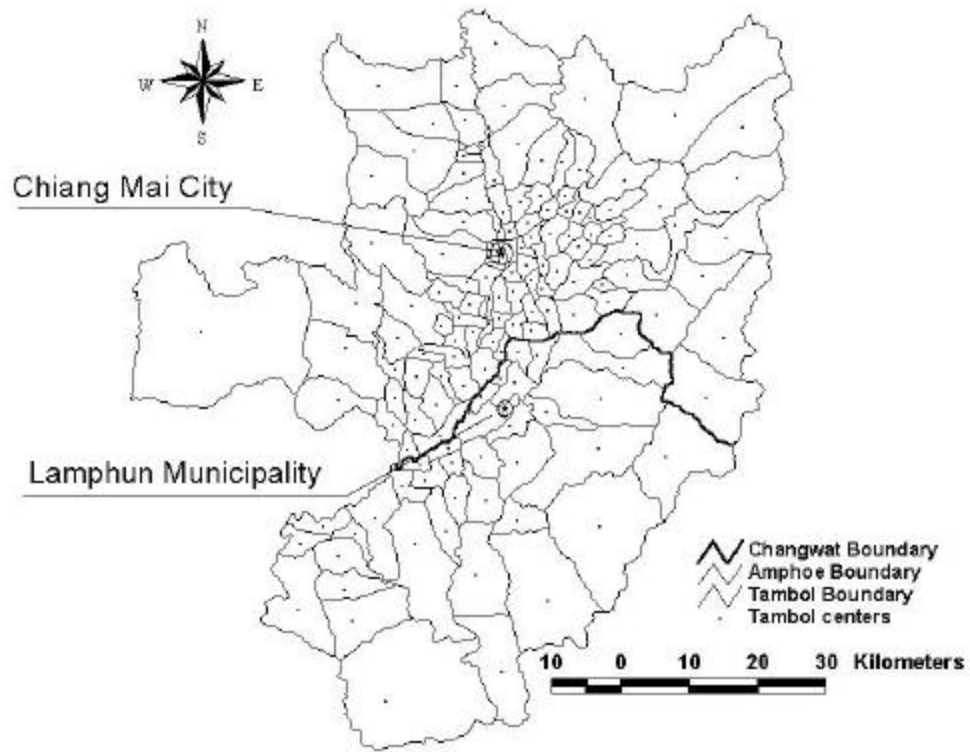 N
W E
S
Chiang Mai City
Lamphun Municipality
Changwat Boundary
Amphoe Boundary
Tambol Boundary
Tambol centers
10 0 10 20 30 Kilometers